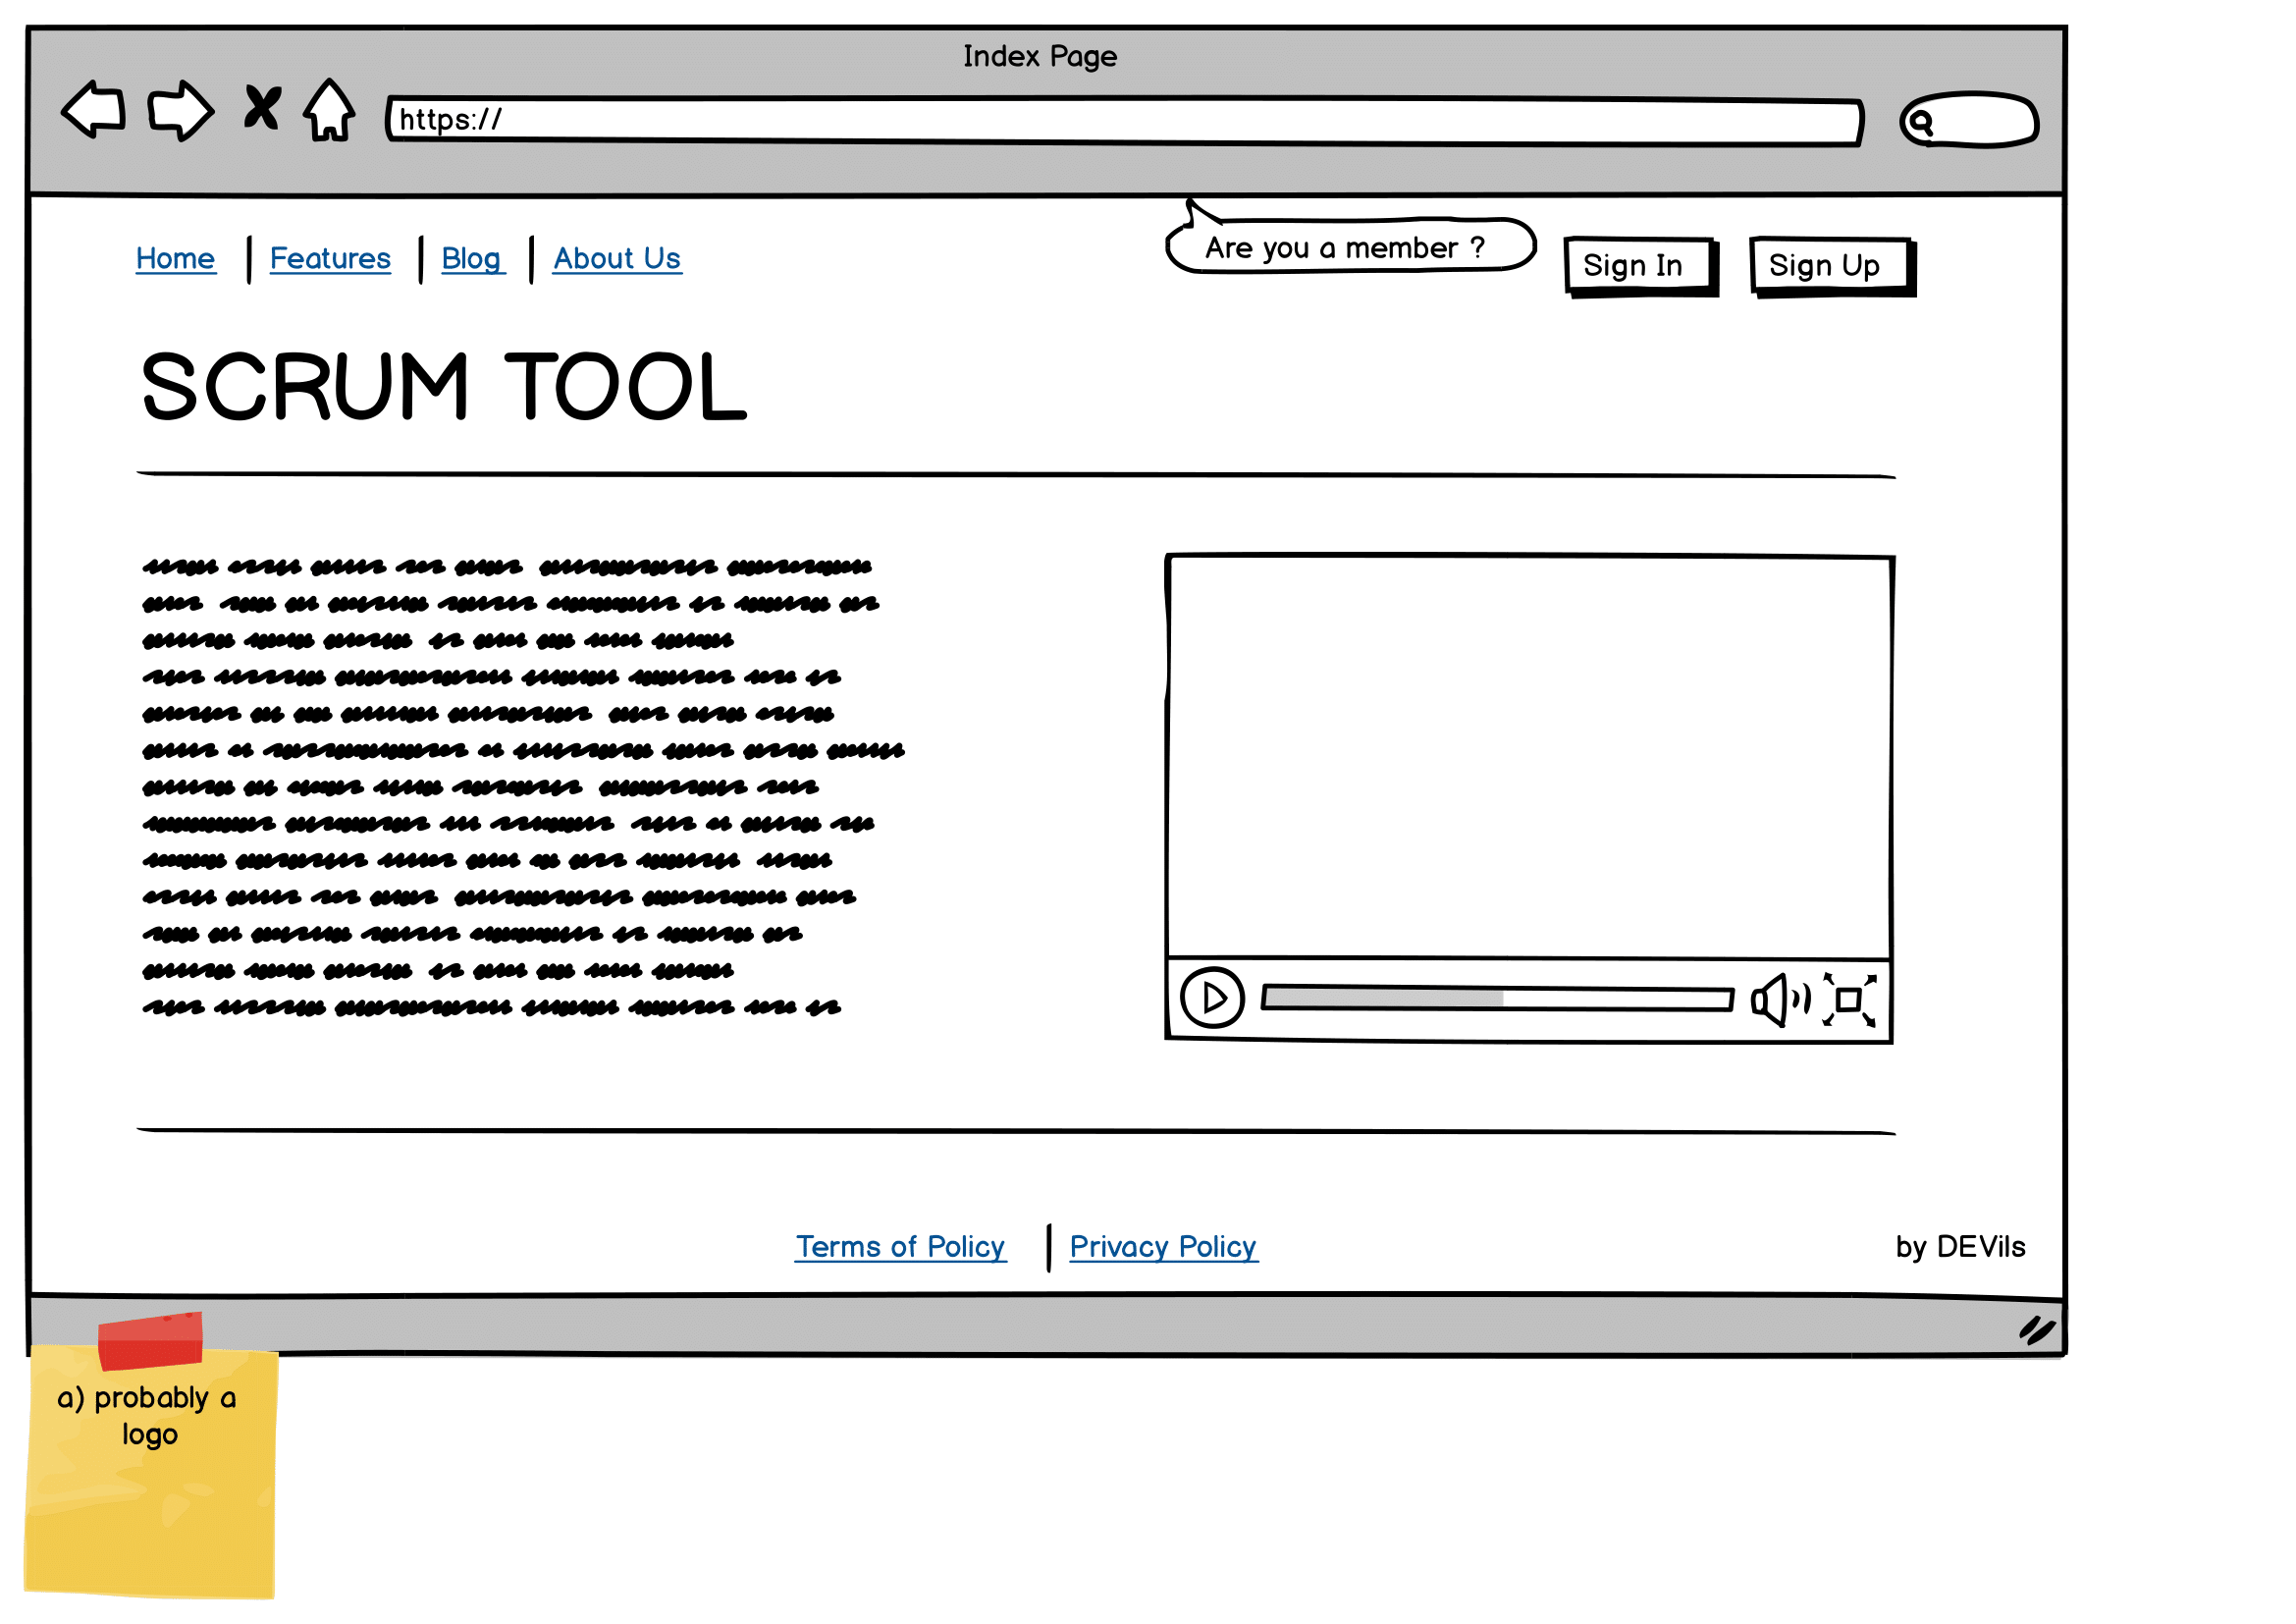 Index Page
https://
Home
Features
Blog
About Us
Are you a member ?
Sign In
Sign Up
SCRUM TOOL
Terms of Policy
Privacy Policy
by DEVils
a) probably a
logo